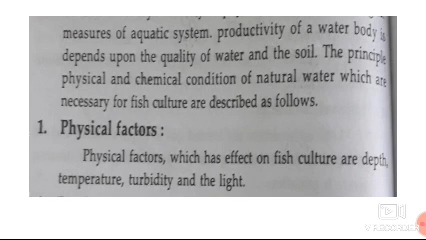 measures of aquatic system. productivity of a water body is
depends upon the quality of water and the soil. The principle
physical and chemical condition of natural water which are
necessary for fish culture are described as follows.
1. Physical factors :
Physical factors, which has effect on fish culture are depth,
temperature, turbidity and the light.